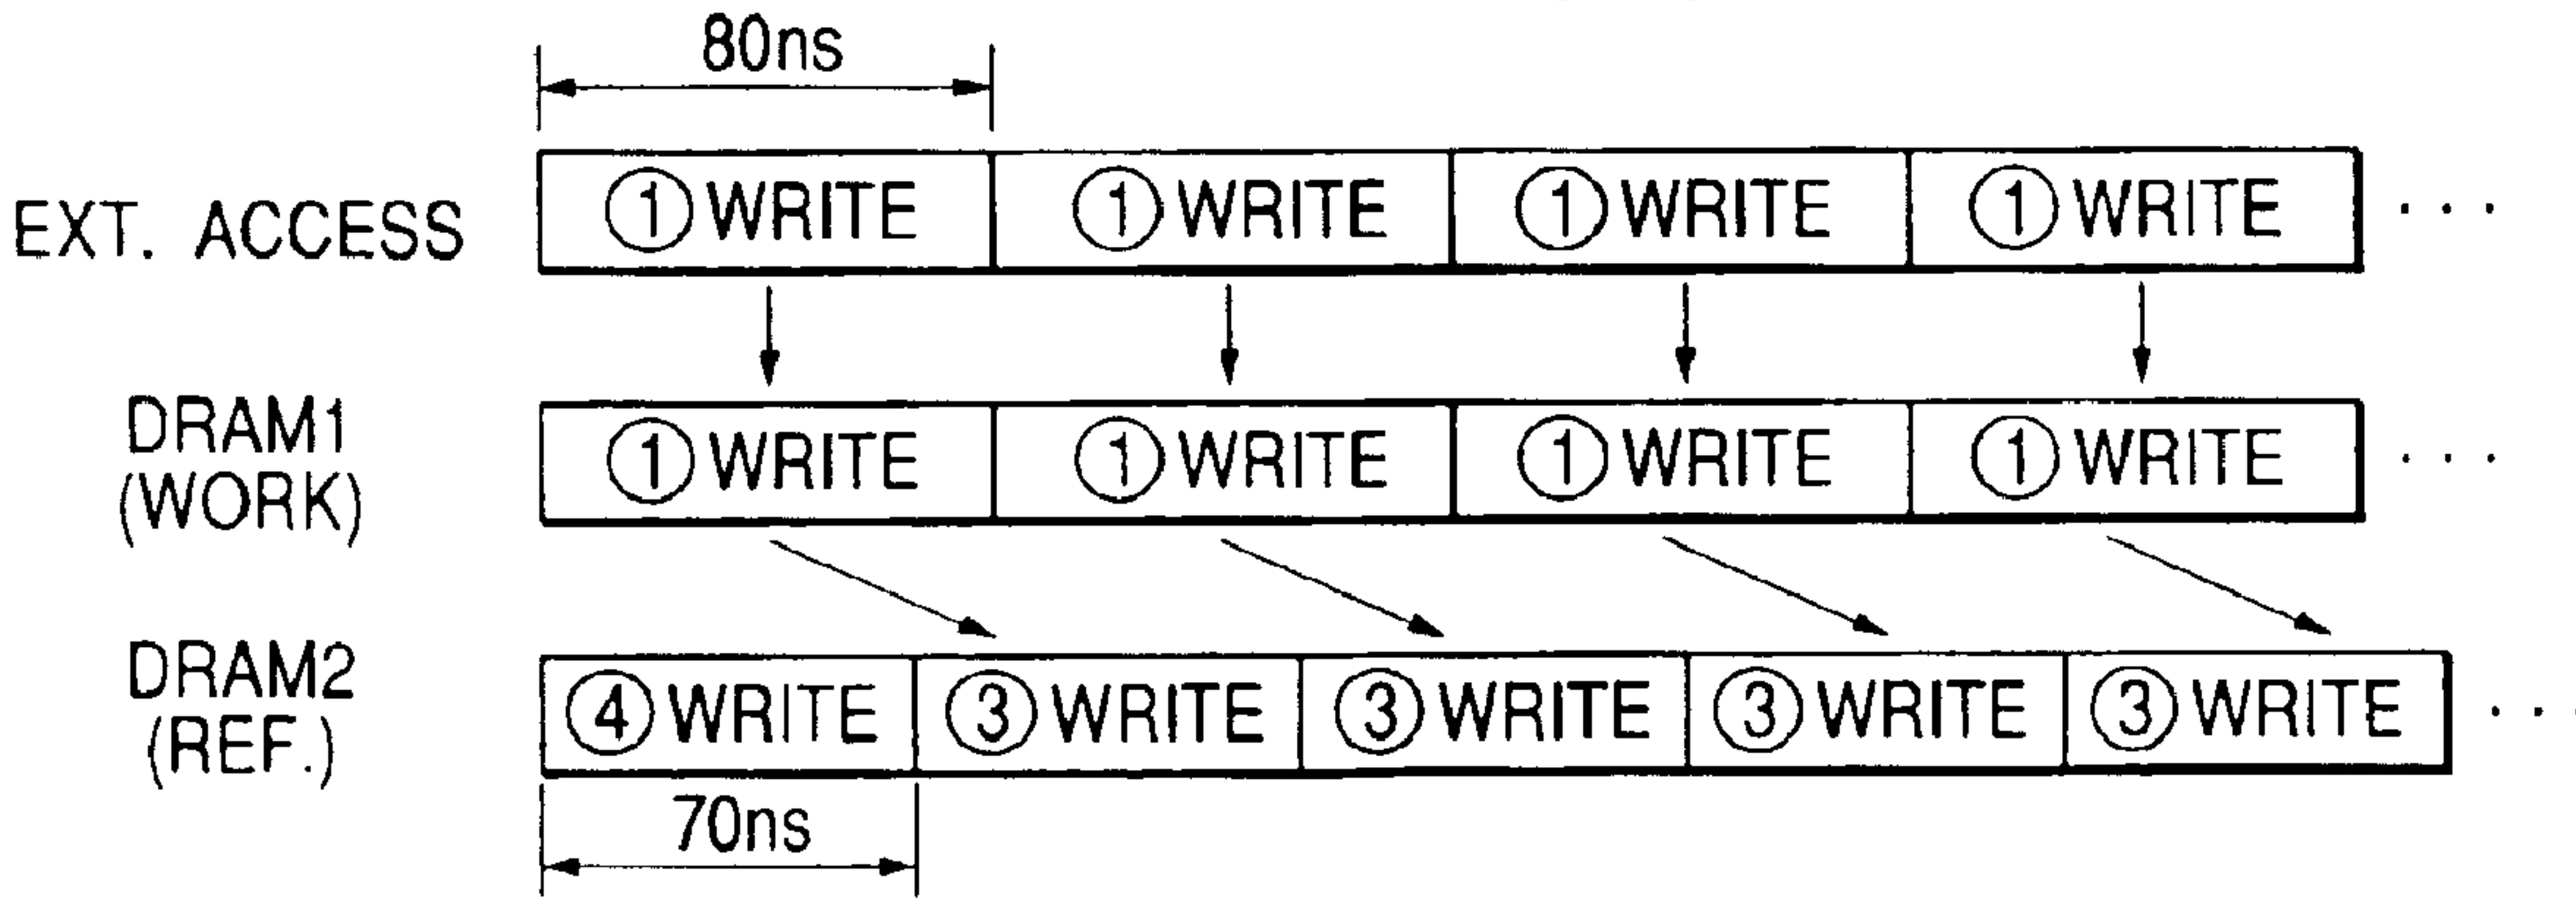 80ns
EXT. ACCESS ①WRITE ①WRITE ①WRITE ①WRITE ...
DRAM1
(WORK)
①WRITE ①WRITE ①WRITE ①WRITE ...
DRAM2
(REF.)
④WRITE ③WRITE ③WRITE ③WRITE ③WRITE ...
70ns